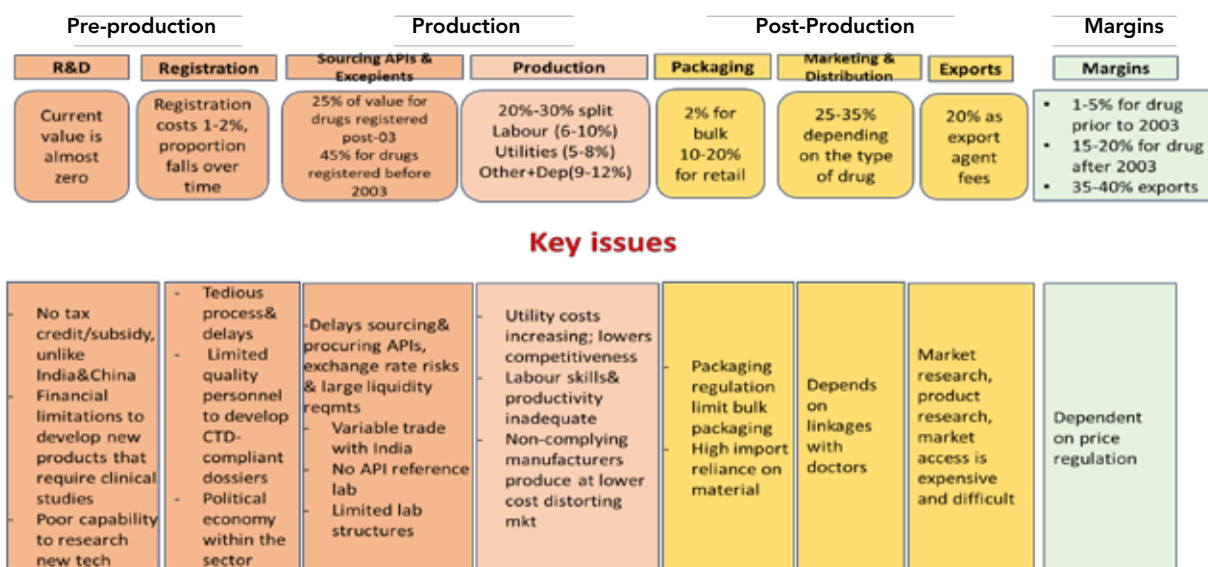 Pre-production
Production
Post-Production
Margins
R&D
Registration
Sourcing APIs &
Excepients
Production
Packaging
Marketing &
Distribution
Exports
Margins
Current
value is
almost
zero
Registration
costs 1-2%,
proportion
falls over
time
25% of value for
drugs registered
post-03
45% for drugs
registered before
2003
20%-30% split
Labour (6-10%)
Utilities (5-8%)
Other+Dep(9-12%)
2% for
bulk
10-20%
for retail
25-35%
depending
on the type
of drug
20% as
export
agent
fees
• 1-5% for drug
prior to 2003
• 15-20% for drug
after 2003
• 35-40% exports
Key issues
- No tax
credit/subsidy,
unlike
India&China
- Financial
limitations to
develop new
products that
require clinical
studies
- Poor capability
to research
new tech
- Tedious
process&
delays
- Limited
quality
personnel
to develop
CTD-
compliant
dossiers
- Political
economy
within the
sector
-Delays sourcing&
procuring APIs,
exchange rate risks
& large liquidity
reqmts
- Variable trade
with India
- No API reference
lab
- Limited lab
structures
- Utility costs
increasing; lowers
competitiveness
- Labour skills&
productivity
inadequate
- Non-complying
manufacturers
produce at lower
cost distorting
mkt
- Packaging
regulation
limit bulk
packaging
- High import
reliance on
material
Depends
on
linkages
with
doctors
Market
research,
product
research,
market
access is
expensive
and difficult
Dependent
on price
regulation